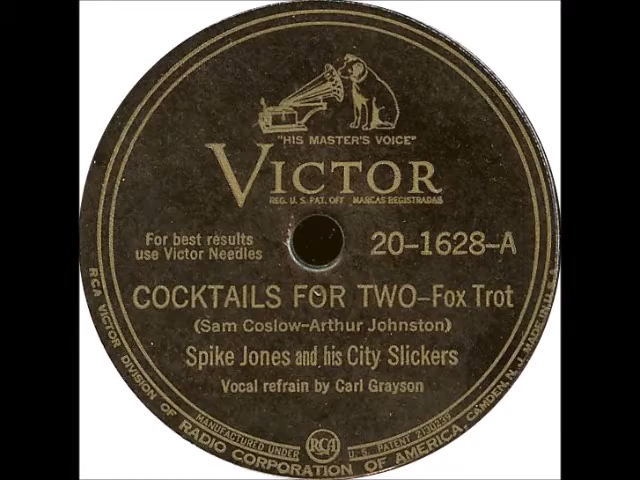 "HIS MASTER'S VOICE"
VICTOR
REG. U. S. PAT. OFF. MARCAS REGISTRADAS
For best results
use Victor Needles
20-1628-A
COCKTAILS FOR TWO-Fox Trot
(Sam Coslow-Arthur Johnston)
Spike Jones and his City Slickers
Vocal refrain by Carl Grayson
MANUFACTURED UNDER U. S. PATENT 2130239
RCA
RCA VICTOR DIVISION OF RADIO CORPORATION OF AMERICA, CAMDEN, N. J. MADE IN U. S. A.